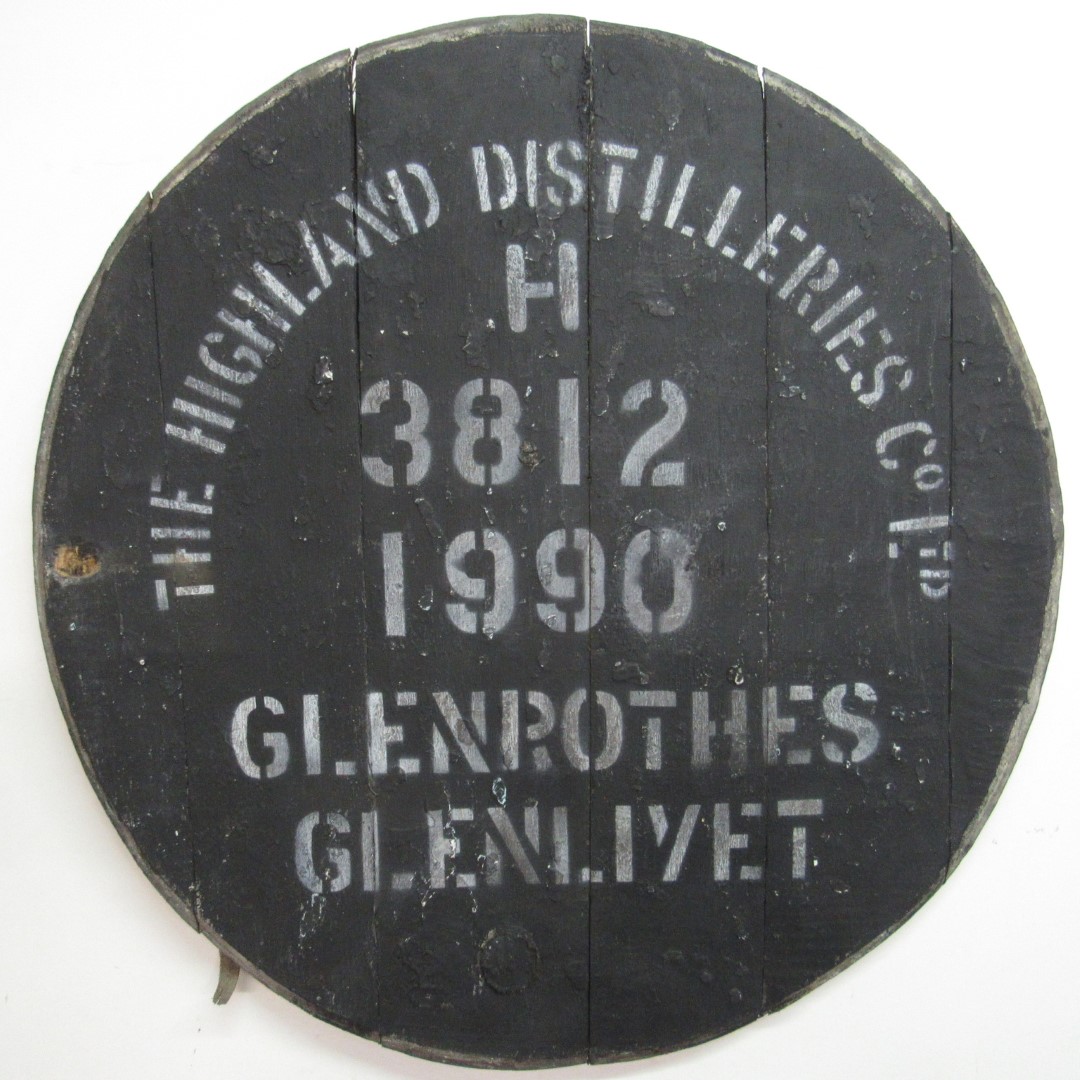 THE HIGHLAND DISTILLERIES Co LTD
H
3812
1990
GLENROTHES
GLENLIVET